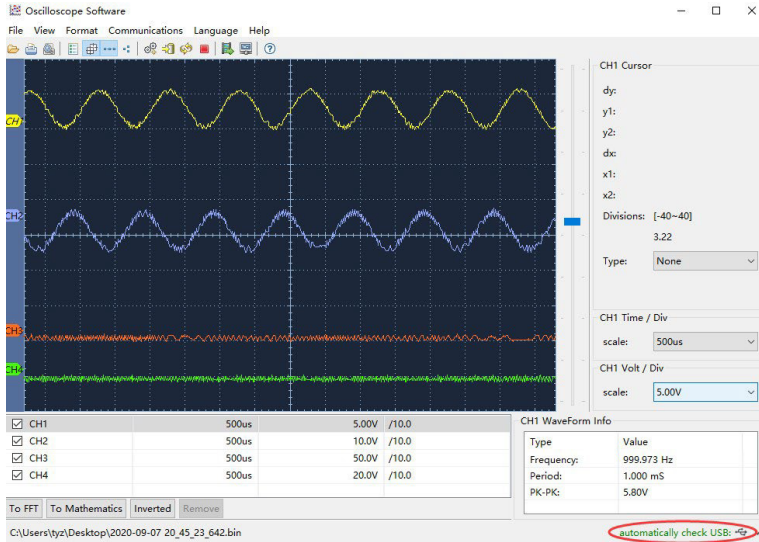 Oscilloscope Software
File View Format Communications Language Help
CH1 Cursor
dy:
y1:
y2:
dx:
x1:
x2:
Divisions: [-40~40]
3.22
Type: None
CH1 Time / Div
scale: 500us
CH1 Volt / Div
scale: 5.00V
CH
CH2
CH3
CH4
CH1 500us 5.00V /10.0
CH2 500us 10.0V /10.0
CH3 500us 50.0V /10.0
CH4 500us 20.0V /10.0
To FFT To Mathematics Inverted Remove
CH1 WaveForm Info
Type Value
Frequency: 999.973 Hz
Period: 1.000 mS
PK-PK: 5.80V
C:\Users\tyz\Desktop\2020-09-07 20_45_23_642.bin
automatically check USB: